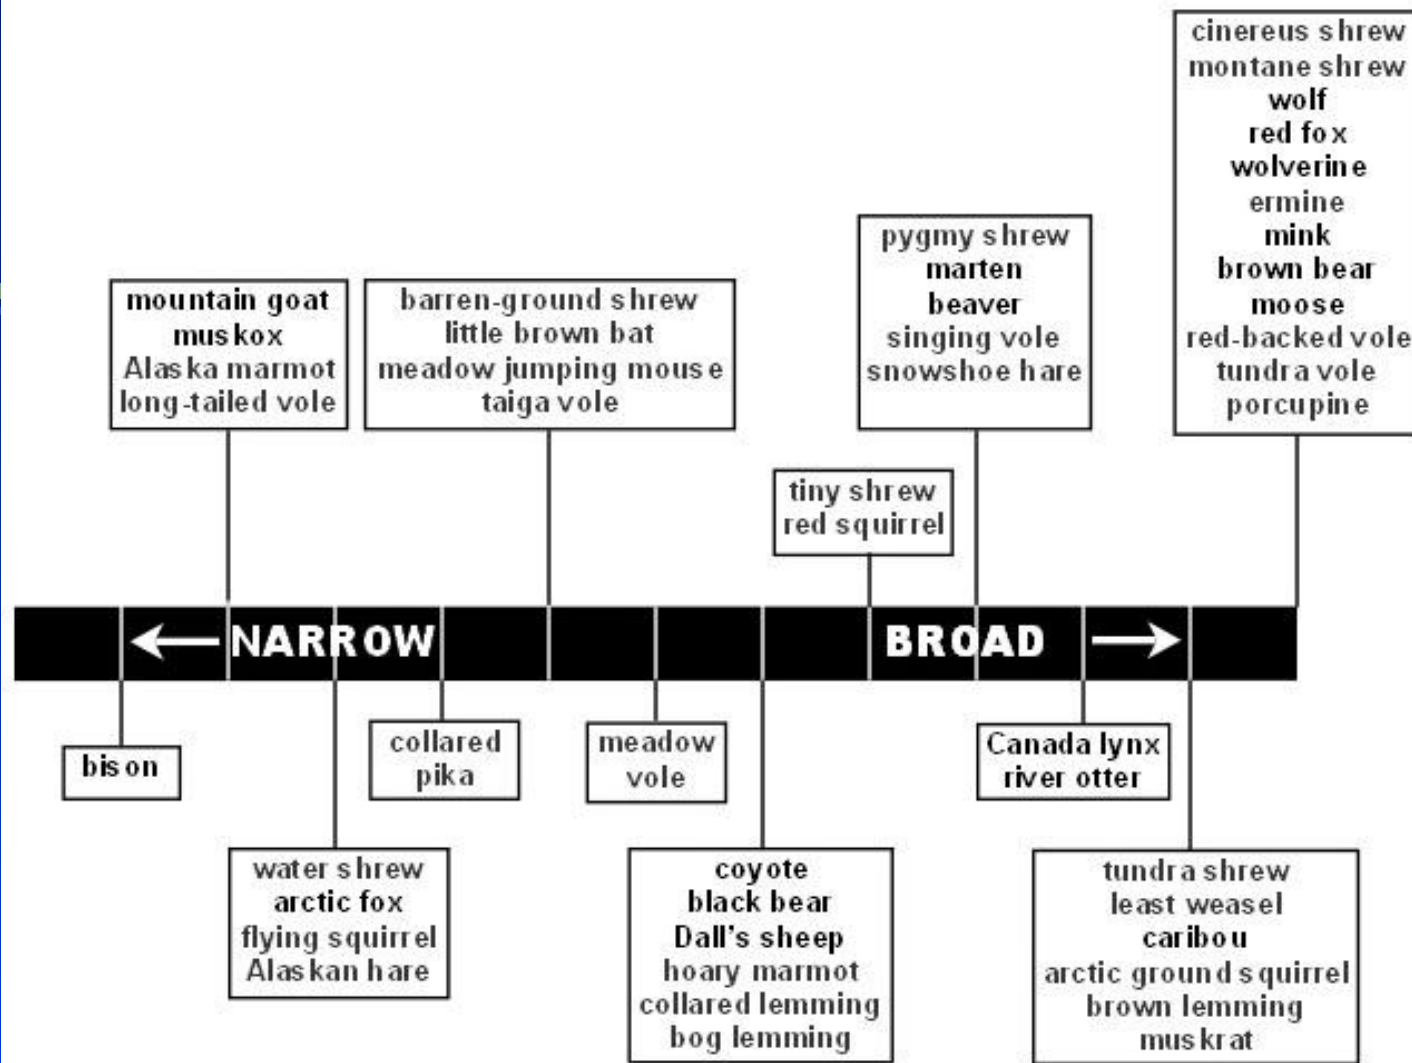 cinereus shrew
montane shrew
wolf
red fox
wolverine
ermine
mink
brown bear
moose
red-backed vole
tundra vole
porcupine
pygmy shrew
marten
beaver
singing vole
snowshoe hare
mountain goat
muskox
Alaska marmot
long-tailed vole
barren-ground shrew
little brown bat
meadow jumping mouse
taiga vole
tiny shrew
red squirrel
NARROW
BROAD
bison
collared
pika
meadow
vole
Canada lynx
river otter
water shrew
arctic fox
flying squirrel
Alaskan hare
coyote
black bear
Dall's sheep
hoary marmot
collared lemming
bog lemming
tundra shrew
least weasel
caribou
arctic ground squirrel
brown lemming
muskrat